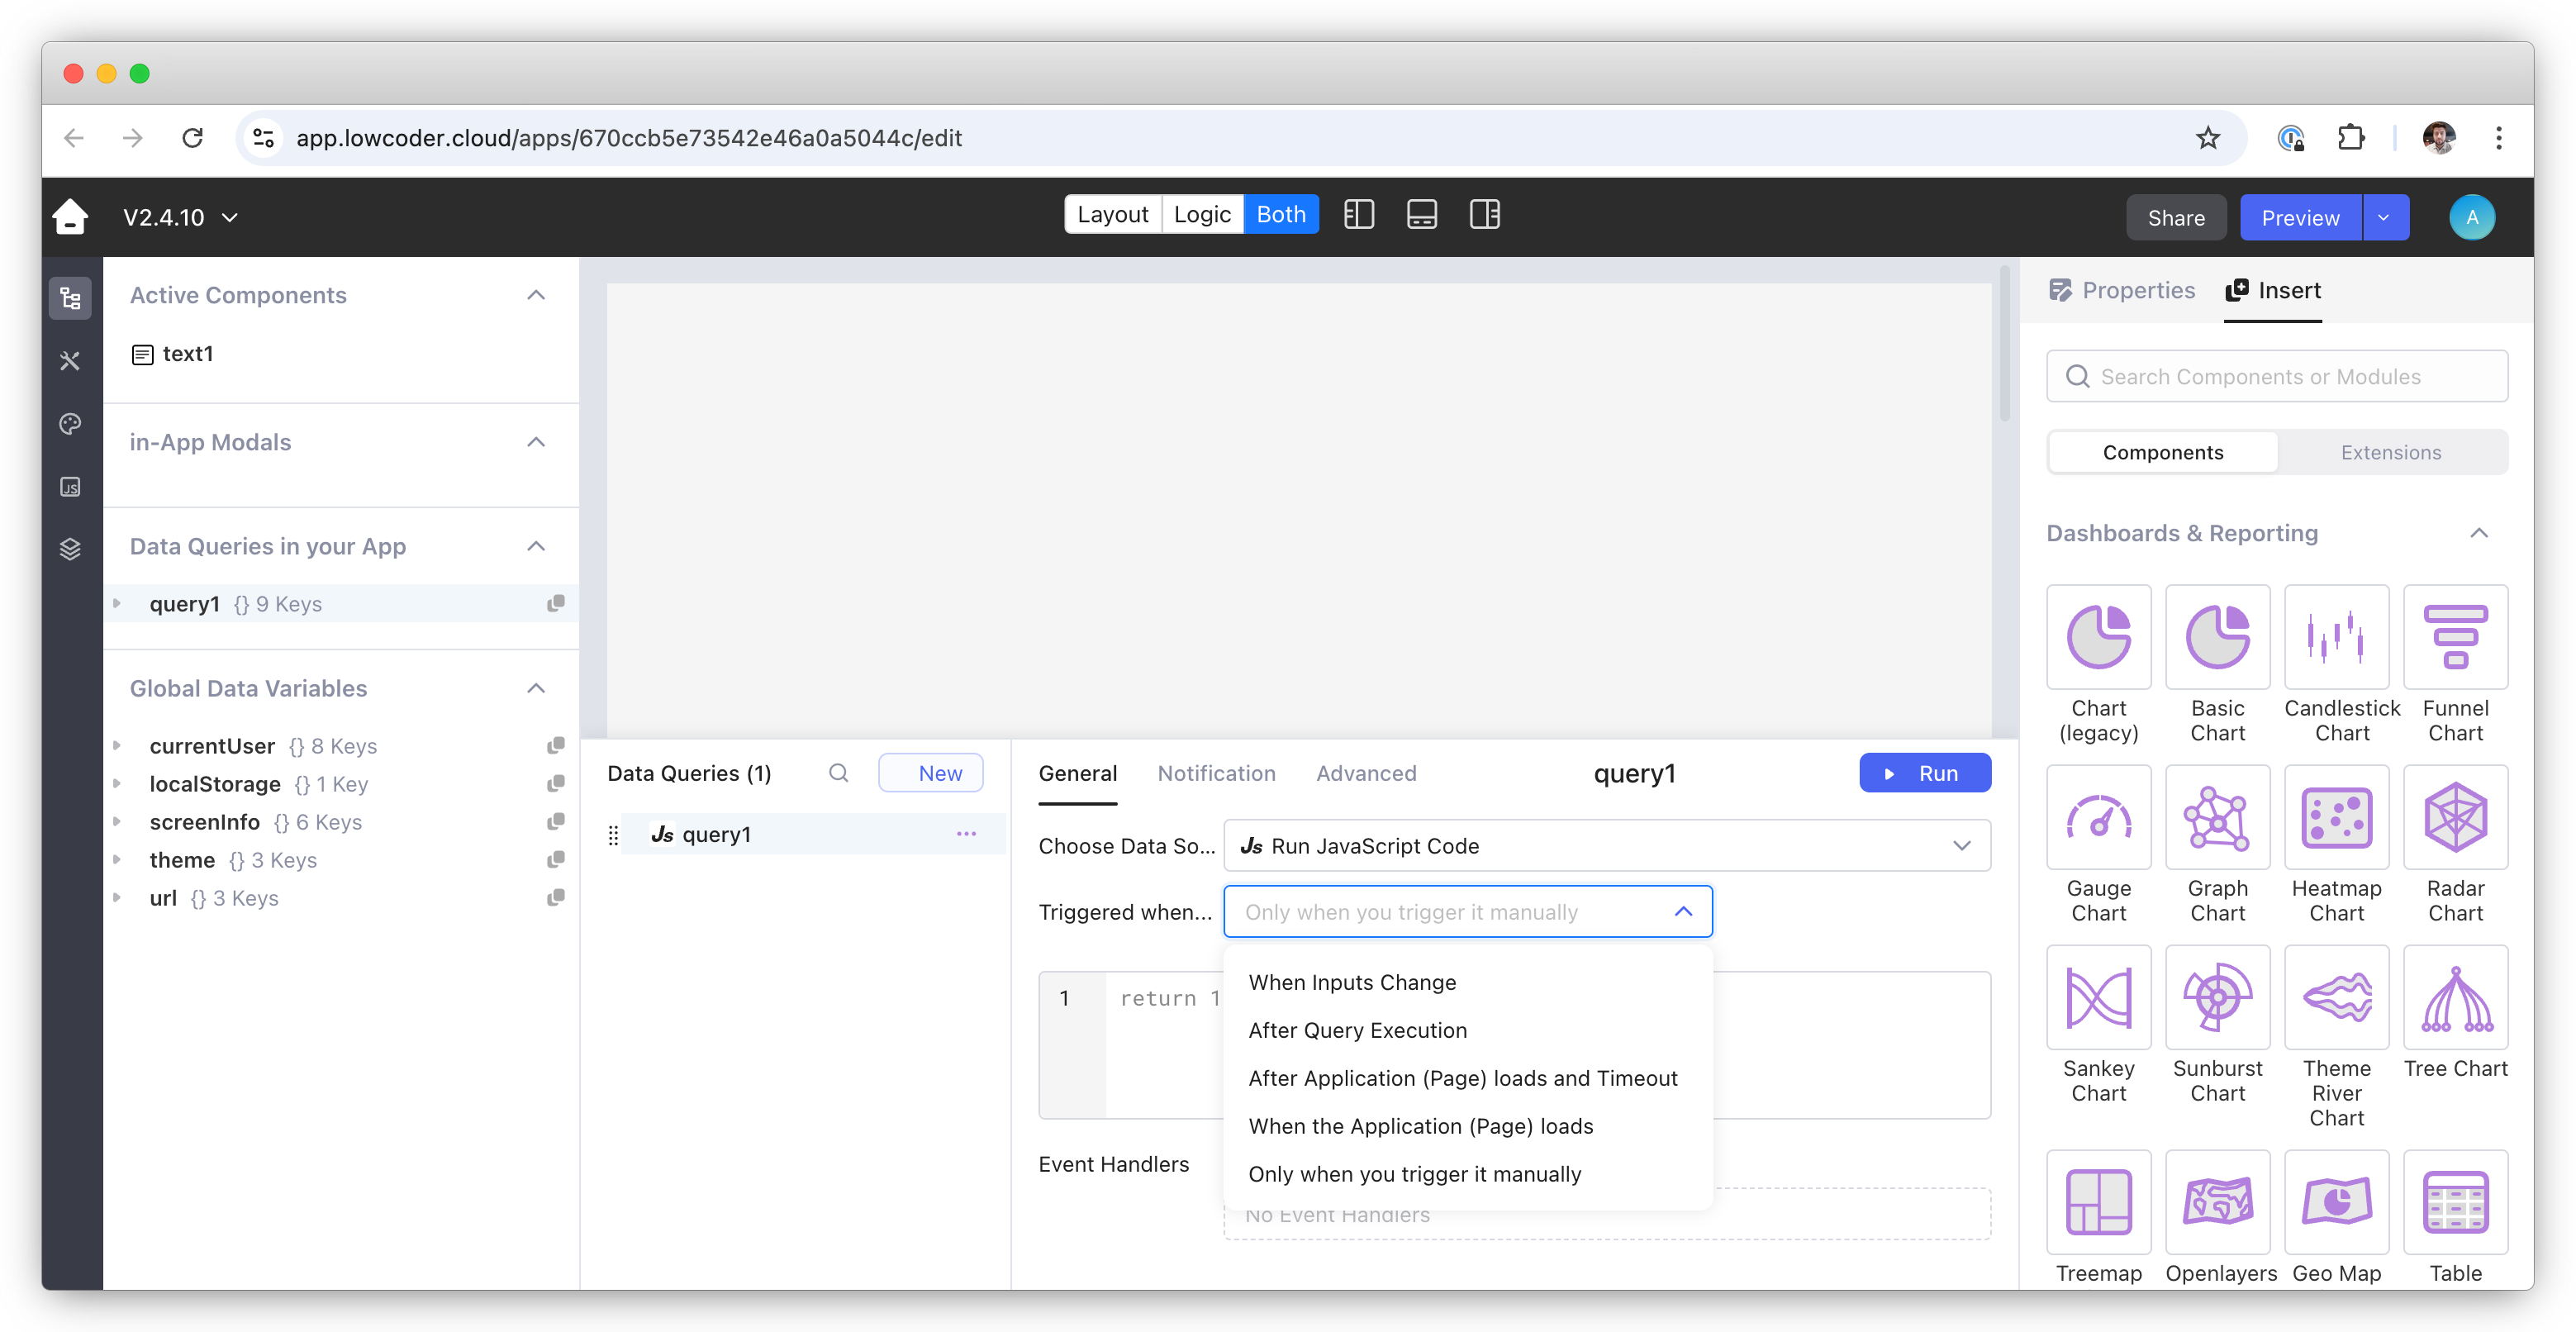 app.lowcoder.cloud/apps/670ccb5e73542e46a0a5044c/edit
V2.4.10
Layout Logic Both
Share Preview A
Active Components
text1
in-App Modals
Data Queries in your App
query1 {} 9 Keys
Global Data Variables
currentUser {} 8 Keys
localStorage {} 1 Key
screenInfo {} 6 Keys
theme {} 3 Keys
url {} 3 Keys
JS
Data Queries (1) New
Js query1
General Notification Advanced query1 Run
Choose Data So... Js Run JavaScript Code
Triggered when... Only when you trigger it manually
When Inputs Change
After Query Execution
After Application (Page) loads and Timeout
When the Application (Page) loads
Only when you trigger it manually
1 return 1
Event Handlers
No Event Handlers
Properties Insert
Search Components or Modules
Components Extensions
Dashboards & Reporting
Chart (legacy)
Basic Chart
Candlestick Chart
Funnel Chart
Gauge Chart
Graph Chart
Heatmap Chart
Radar Chart
Sankey Chart
Sunburst Chart
Theme River Chart
Tree Chart
Treemap
Openlayers
Geo Map
Table